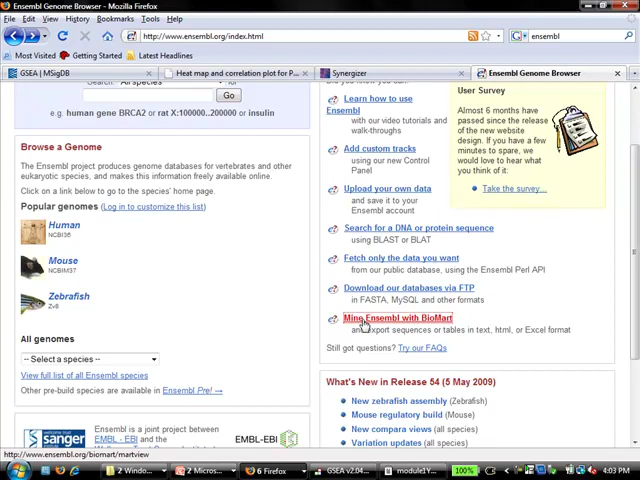 Ensembl Genome Browser - Mozilla Firefox
File Edit View History Bookmarks Tools Help
http://www.ensembl.org/index.html
ensembl
Most Visited Getting Started Latest Headlines
GSEA | MSigDB
Heat map and correlation plot for P...
Synergizer
Ensembl Genome Browser
Search: All species
Go
e.g. human gene BRCA2 or rat X:100000..200000 or insulin
Browse a Genome
The Ensembl project produces genome databases for vertebrates and other
eukaryotic species, and makes this information freely available online.
Click on a link below to go to the species' home page.
Popular genomes (Log in to customize this list)
Human
NCBI36
Mouse
NCBIM37
Zebrafish
Zv8
All genomes
-- Select a species --
View full list of all Ensembl species
Other pre-build species are available in Ensembl Pre! →
Ensembl is a joint project between
EMBL - EBI and the
sanger
EMBL-EBI
Learn how to use
Ensembl
with our video tutorials and
walk-throughs
Add custom tracks
using our new Control
Panel
Upload your own data
and save it to your
Ensembl account
Search for a DNA or protein sequence
using BLAST or BLAT
Fetch only the data you want
from our public database, using the Ensembl Perl API
Download our databases via FTP
in FASTA, MySQL and other formats
Mine Ensembl with BioMart
and export sequences or tables in text, html, or Excel format
Still got questions? Try our FAQs
User Survey
Almost 6 months have
passed since the release
of the new website
design. If you have a few
minutes to spare, we
would love to hear what
you think of it:
Take the survey...
What's New in Release 54 (5 May 2009)
New zebrafish assembly (Zebrafish)
Mouse regulatory build (Mouse)
New compara views (all species)
Variation updates (all species)
http://www.ensembl.org/biomart/martview
2 Window...
2 Micros...
6 Firefox
GSEA v2.04...
module1Y...
100%
4:03 PM